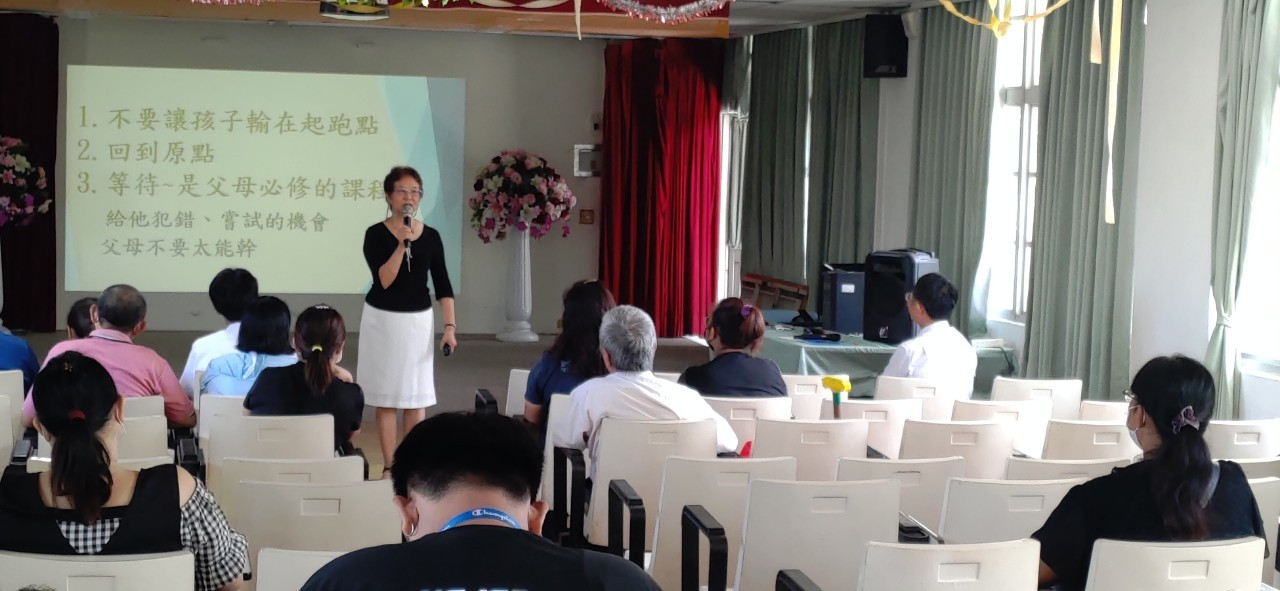 1. 不要讓孩子輸在起跑點
2. 回到原點
3. 等待~是父母必修的課程
給他犯錯、嘗試的機會
父母不要太能幹
Champion